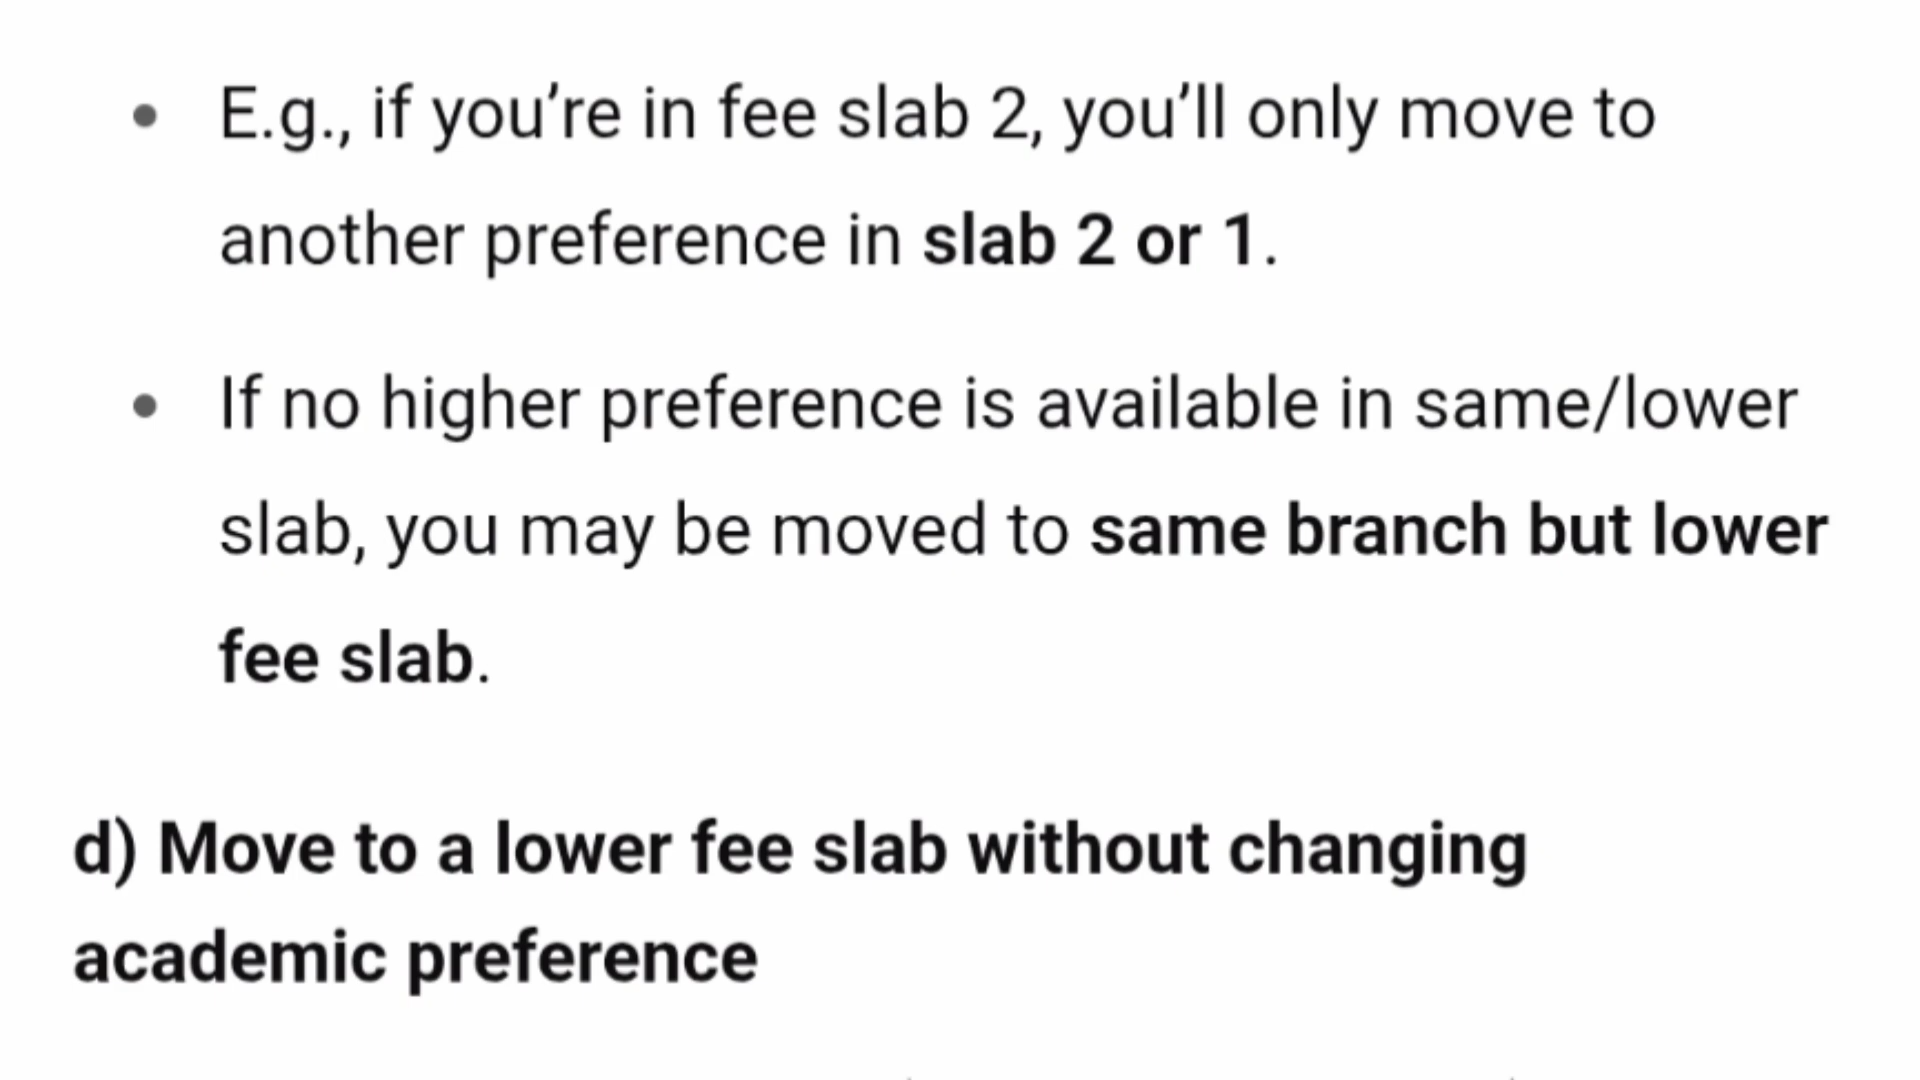 • E.g., if you’re in fee slab 2, you’ll only move to
another preference in slab 2 or 1.
• If no higher preference is available in same/lower
slab, you may be moved to same branch but lower
fee slab.
d) Move to a lower fee slab without changing
academic preference